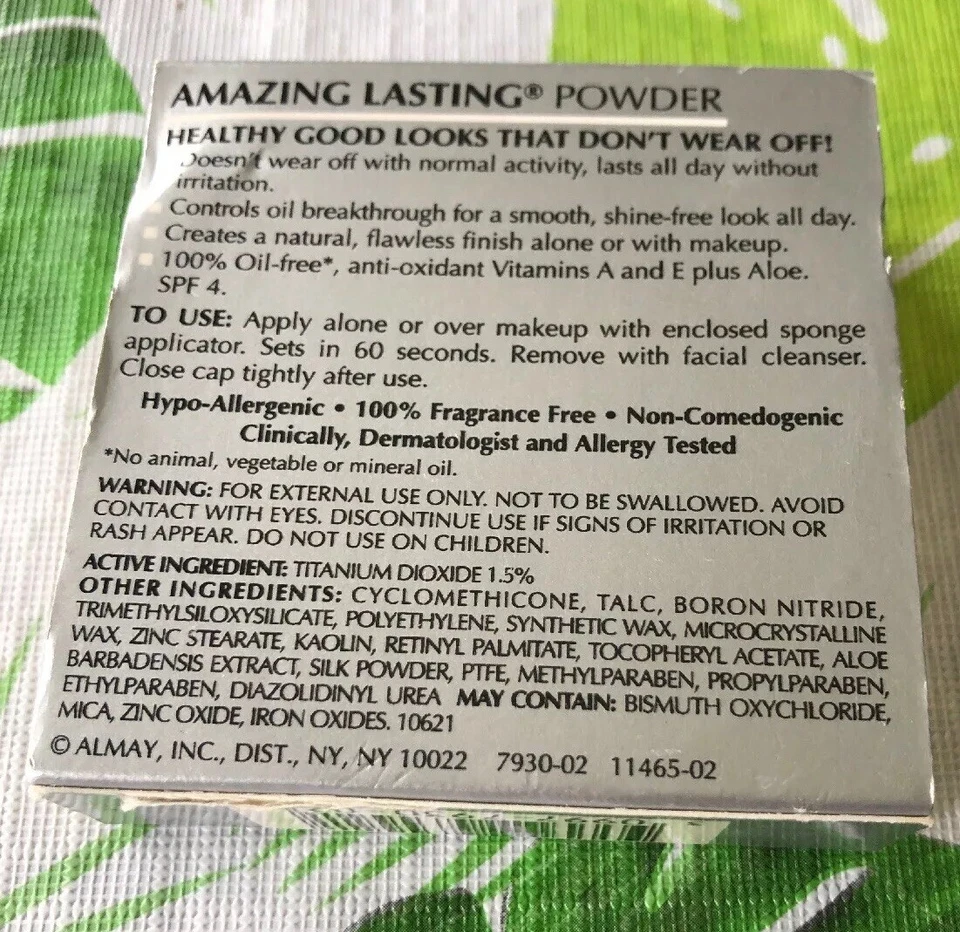 AMAZING LASTING® POWDER
HEALTHY GOOD LOOKS THAT DON'T WEAR OFF!
Doesn't wear off with normal activity, lasts all day without
irritation.
Controls oil breakthrough for a smooth, shine-free look all day.
Creates a natural, flawless finish alone or with makeup.
100% Oil-free*, anti-oxidant Vitamins A and E plus Aloe.
SPF 4.
TO USE: Apply alone or over makeup with enclosed sponge
applicator. Sets in 60 seconds. Remove with facial cleanser.
Close cap tightly after use.
Hypo-Allergenic • 100% Fragrance Free • Non-Comedogenic
Clinically, Dermatologist and Allergy Tested
*No animal, vegetable or mineral oil.
WARNING: FOR EXTERNAL USE ONLY. NOT TO BE SWALLOWED. AVOID
CONTACT WITH EYES. DISCONTINUE USE IF SIGNS OF IRRITATION OR
RASH APPEAR. DO NOT USE ON CHILDREN.
ACTIVE INGREDIENT: TITANIUM DIOXIDE 1.5%
OTHER INGREDIENTS: CYCLOMETHICONE, TALC, BORON NITRIDE,
TRIMETHYLSILOXYSILICATE, POLYETHYLENE, SYNTHETIC WAX, MICROCRYSTALLINE
WAX, ZINC STEARATE, KAOLIN, RETINYL PALMITATE, TOCOPHERYL ACETATE, ALOE
BARBADENSIS EXTRACT, SILK POWDER, PTFE, METHYLPARABEN, PROPYLPARABEN,
ETHYLPARABEN, DIAZOLIDINYL UREA MAY CONTAIN: BISMUTH OXYCHLORIDE,
MICA, ZINC OXIDE, IRON OXIDES. 10621
© ALMAY, INC., DIST., NY, NY 10022 7930-02 11465-02